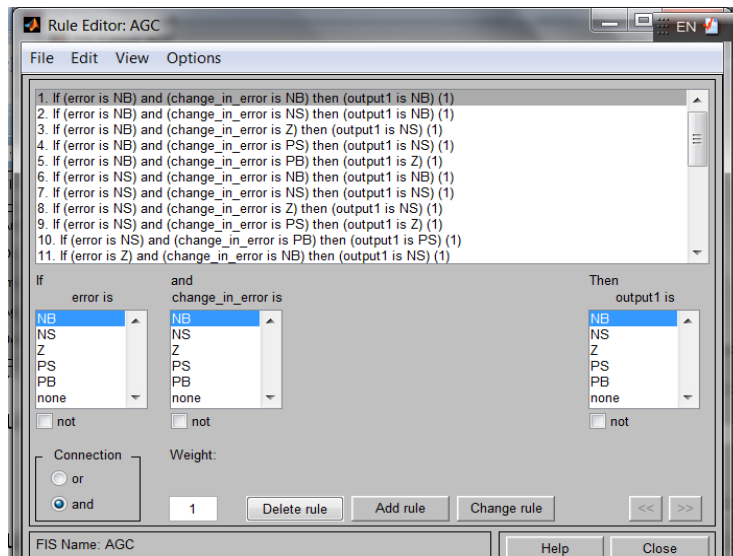 Rule Editor: AGC
EN
File Edit View Options
1. If (error is NB) and (change_in_error is NB) then (output1 is NB) (1)
2. If (error is NB) and (change_in_error is NS) then (output1 is NB) (1)
3. If (error is NB) and (change_in_error is Z) then (output1 is NS) (1)
4. If (error is NB) and (change_in_error is PS) then (output1 is NS) (1)
5. If (error is NB) and (change_in_error is PB) then (output1 is Z) (1)
6. If (error is NS) and (change_in_error is NB) then (output1 is NB) (1)
7. If (error is NS) and (change_in_error is NS) then (output1 is NS) (1)
8. If (error is NS) and (change_in_error is Z) then (output1 is NS) (1)
9. If (error is NS) and (change_in_error is PS) then (output1 is Z) (1)
10. If (error is NS) and (change_in_error is PB) then (output1 is PS) (1)
11. If (error is Z) and (change_in_error is NB) then (output1 is NS) (1)
If and Then
error is change_in_error is output1 is
NB NB NB
NS NS NS
Z Z Z
PS PS PS
PB PB PB
none none none
not not not
Connection Weight:
or
and 1 Delete rule Add rule Change rule << >>
FIS Name: AGC Help Close